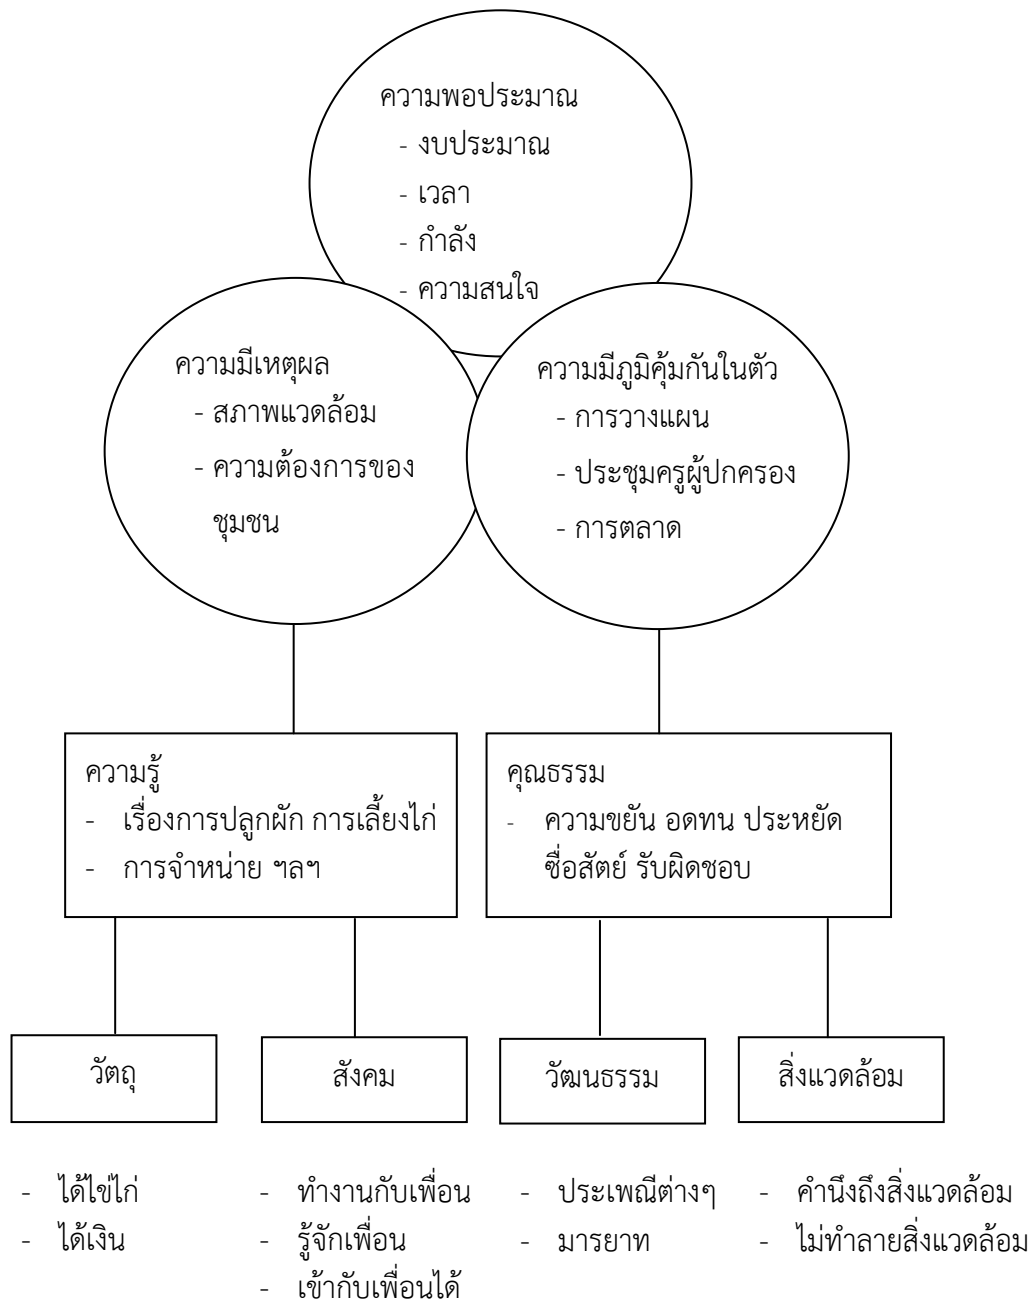 ความพอประมาณ
- งบประมาณ
- เวลา
- กำลัง
- ความสนใจ
ความมีเหตุผล
- สภาพแวดล้อม
- ความต้องการของ
ชุมชน
ความมีภูมิคุ้มกันในตัว
- การวางแผน
- ประชุมครูผู้ปกครอง
- การตลาด
ความรู้
- เรื่องการปลูกผัก การเลี้ยงไก่
- การจำหน่าย ฯลฯ
คุณธรรม
- ความขยัน อดทน ประหยัด
ซื่อสัตย์ รับผิดชอบ
วัตถุ
- ได้ไข่ไก่
- ได้เงิน
สังคม
- ทำงานกับเพื่อน
- รู้จักเพื่อน
- เข้ากับเพื่อนได้
วัฒนธรรม
- ประเพณีต่างๆ
- มารยาท
สิ่งแวดล้อม
- คำนึงถึงสิ่งแวดล้อม
- ไม่ทำลายสิ่งแวดล้อม